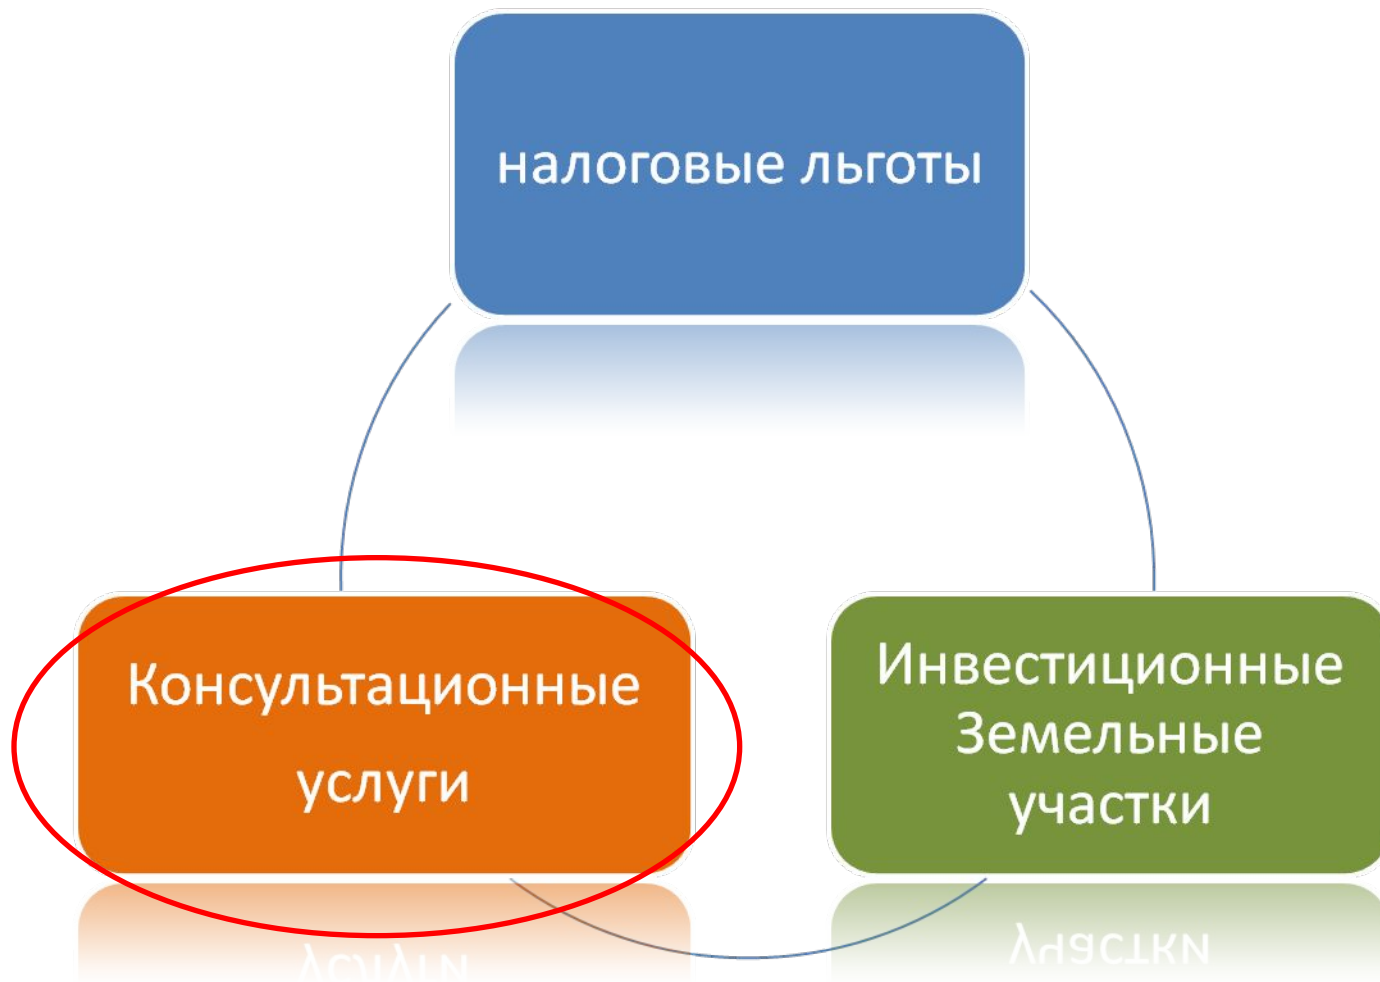 налоговые льготы
Консультационные
услуги
Инвестиционные
Земельные
участки